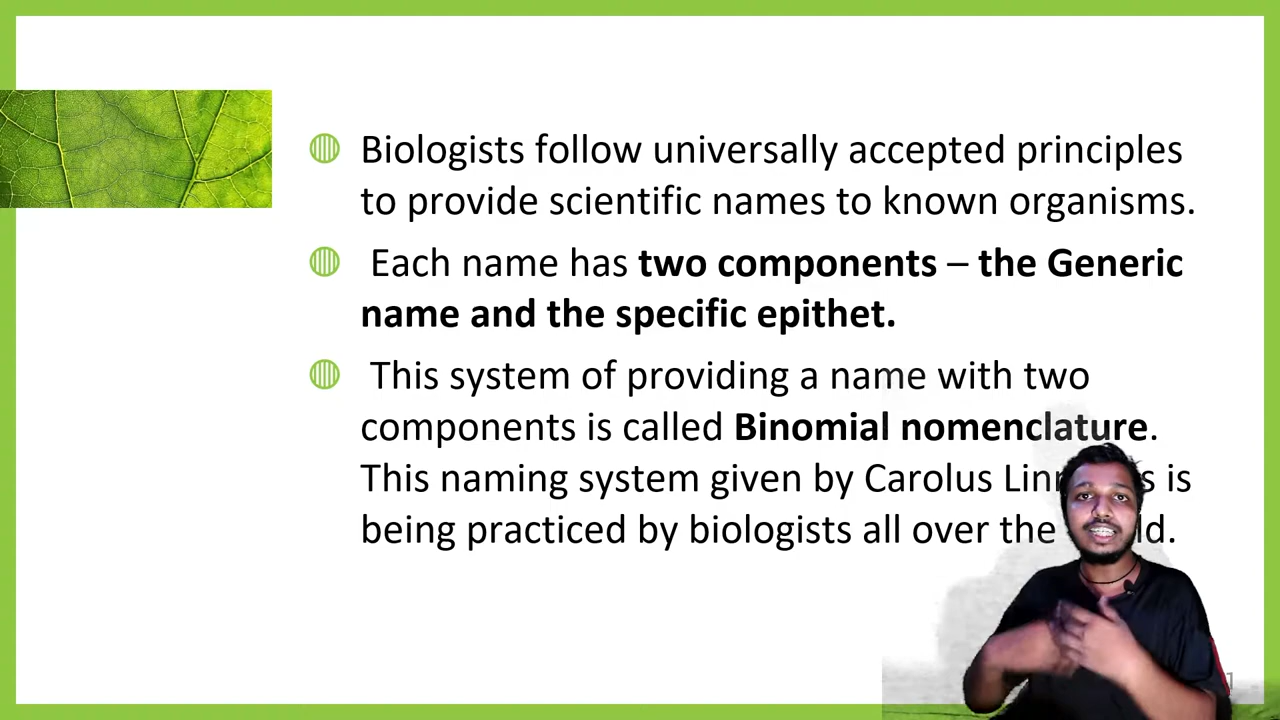 Biologists follow universally accepted principles
to provide scientific names to known organisms.
Each name has two components – the Generic
name and the specific epithet.
This system of providing a name with two
components is called Binomial nomenclature.
This naming system given by Carolus is
being practiced by biologists all over the